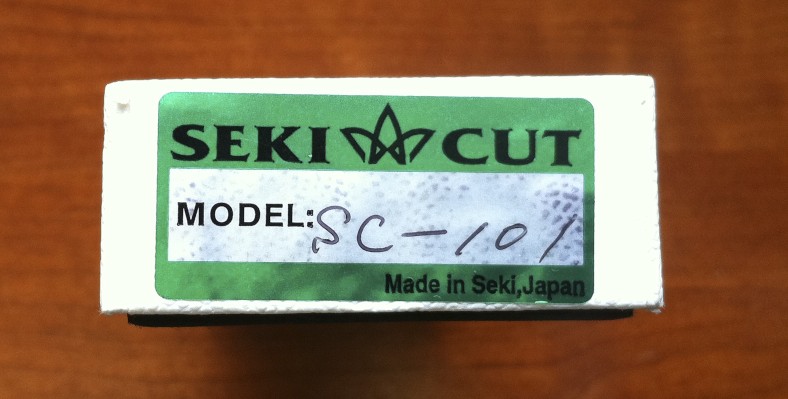 SEKI CUT
MODEL: SC-101
Made in Seki,Japan